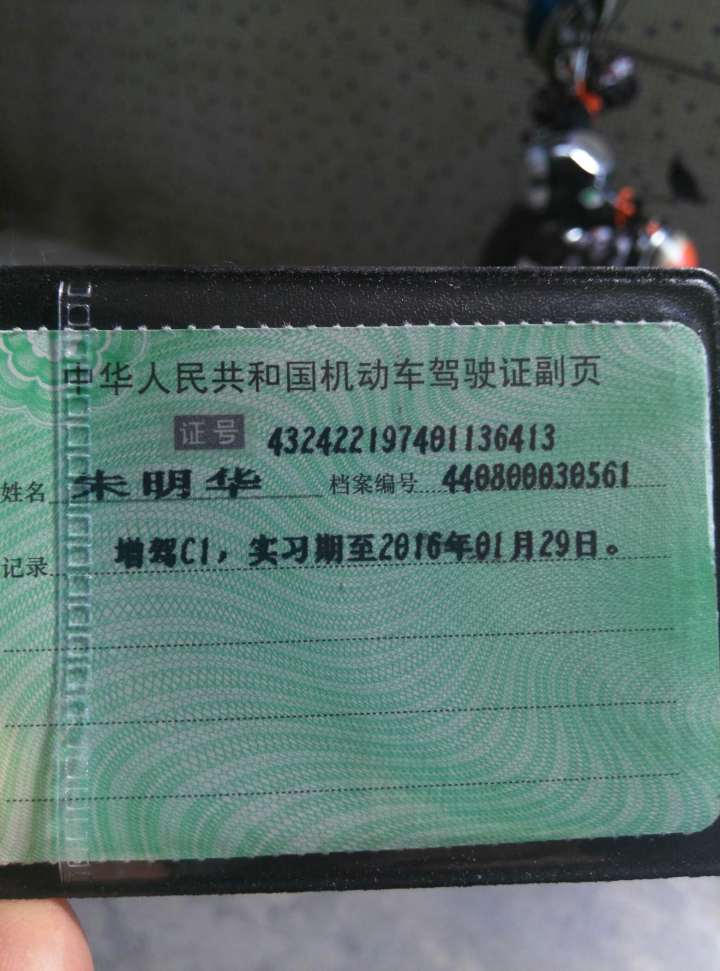 中华人民共和国机动车驾驶证副页
证号 432422197401136413
姓名 朱明华 档案编号 440800030561
记录 增驾C1，实习期至2016年01月29日。